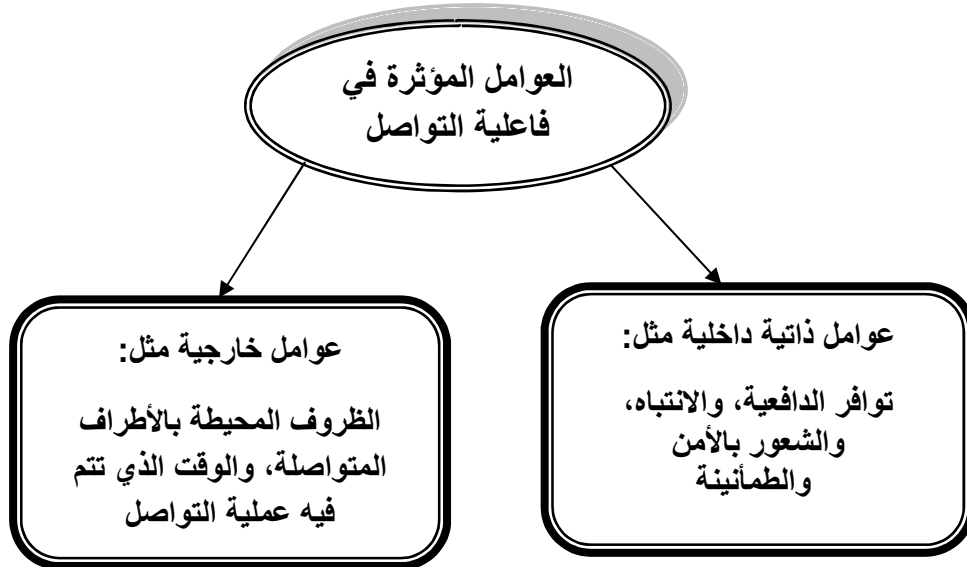 العوامل المؤثرة في
فاعلية التواصل
عوامل ذاتية داخلية مثل:
توافر الدافعية، والانتباه،
والشعور بالأمن
والطمأنينة
عوامل خارجية مثل:
الظروف المحيطة بالأطراف
المتواصلة، والوقت الذي تتم
فيه عملية التواصل